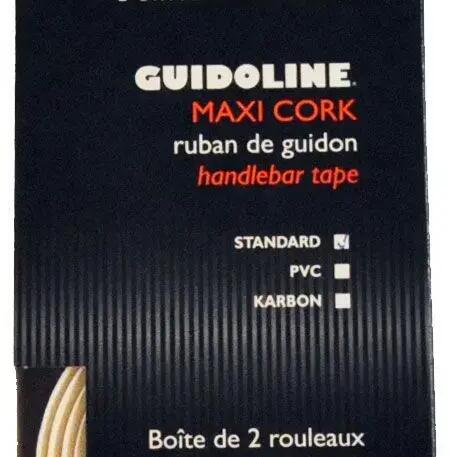 GUIDOLINE
MAXI CORK
ruban de guidon
handlebar tape
STANDARD
PVC
KARBON
Boîte de 2 rouleaux